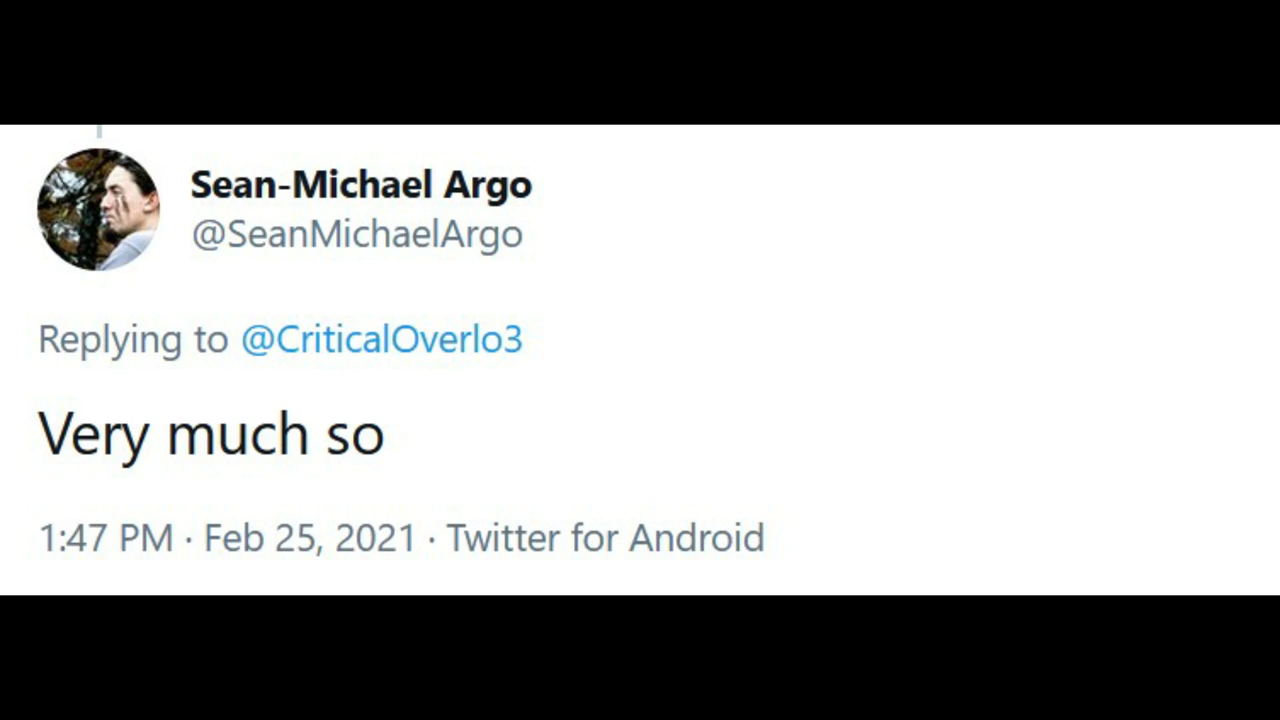 Sean-Michael Argo
@SeanMichaelArgo
Replying to @CriticalOverlo3
Very much so
1:47 PM · Feb 25, 2021 · Twitter for Android